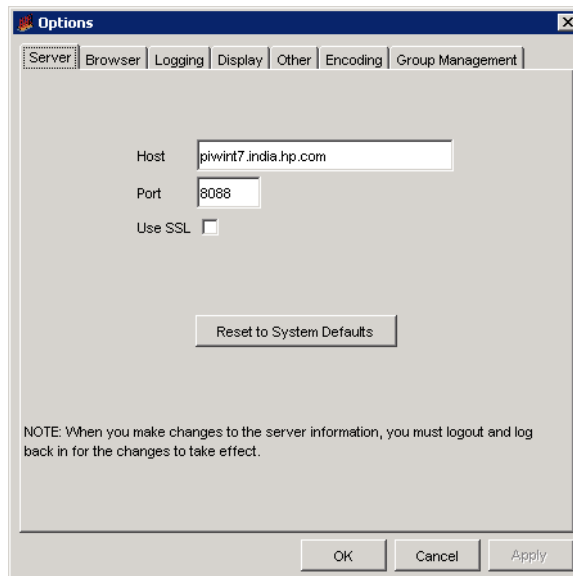 Options
Server Browser Logging Display Other Encoding Group Management
Host piwint7.india.hp.com
Port 8088
Use SSL
Reset to System Defaults
NOTE: When you make changes to the server information, you must logout and log
back in for the changes to take effect.
OK Cancel Apply